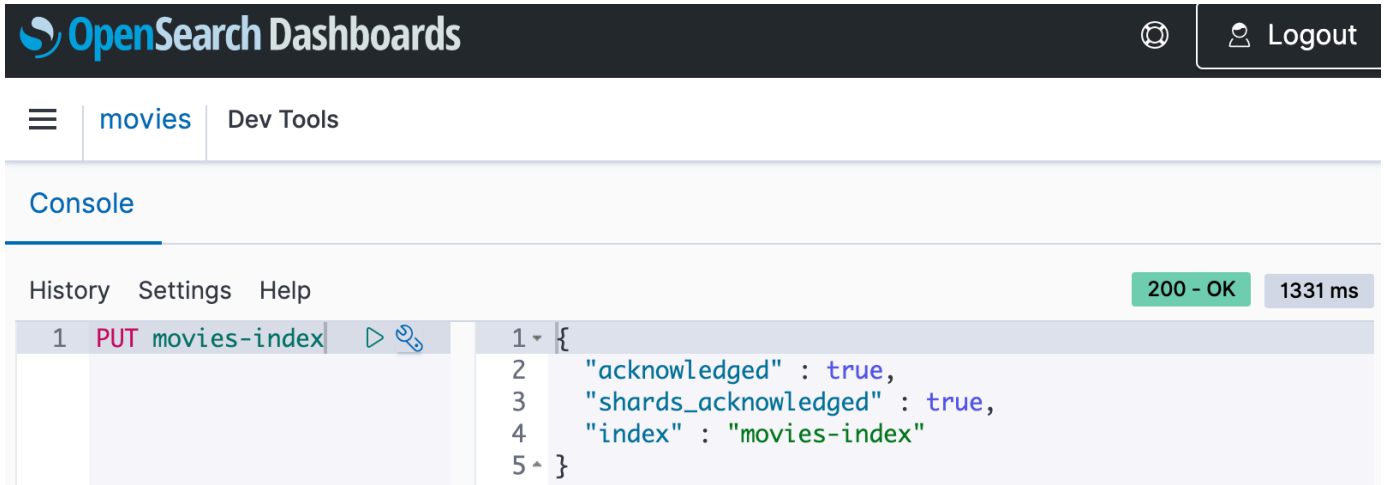 OpenSearch Dashboards Logout
movies Dev Tools
Console
History Settings Help 200 - OK 1331 ms
1 PUT movies-index
1 {
2 "acknowledged" : true,
3 "shards_acknowledged" : true,
4 "index" : "movies-index"
5 }